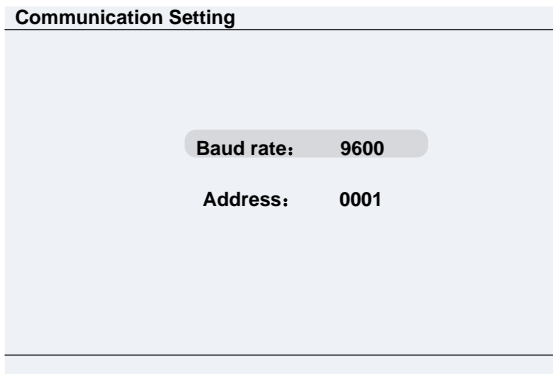 Communication Setting
Baud rate： 9600
Address： 0001